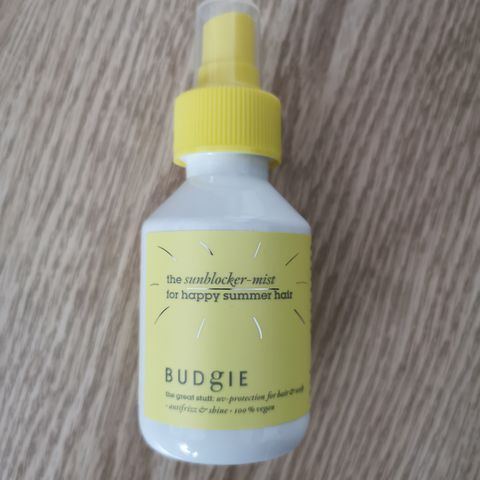 the sunblocker-mist
for happy summer hair
BUDgIE
the great stuff: uv-protection for hair & scalp
· antifrizz & shine · 100 % vegan